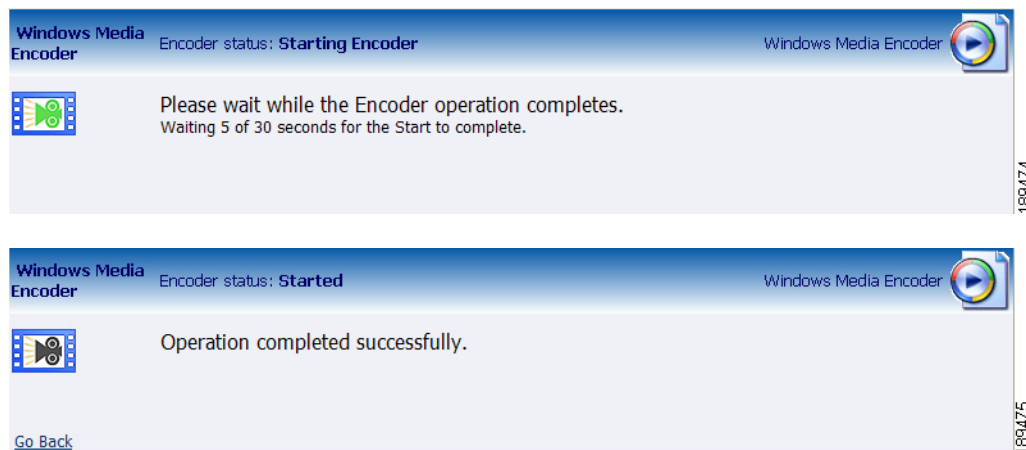 Windows Media Encoder
Encoder status: Starting Encoder
Windows Media Encoder
Please wait while the Encoder operation completes.
Waiting 5 of 30 seconds for the Start to complete.
189474
Windows Media Encoder
Encoder status: Started
Windows Media Encoder
Operation completed successfully.
Go Back
189475